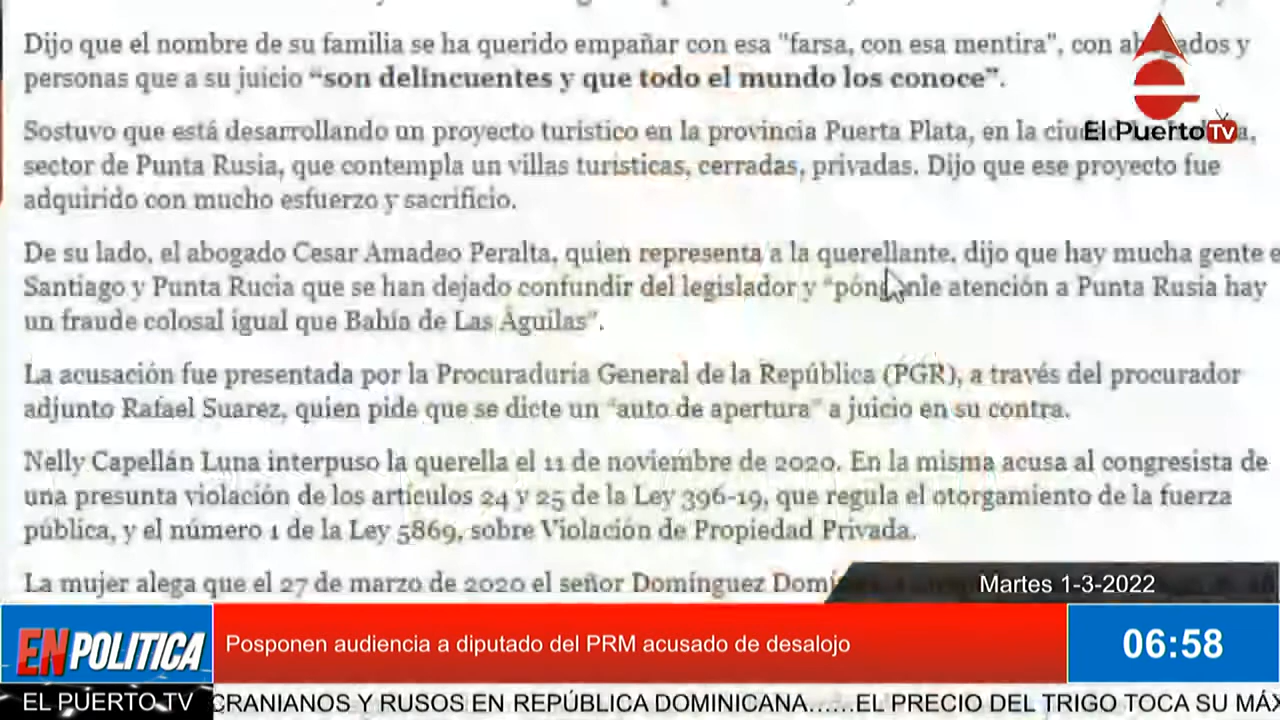 Dijo que el nombre de su familia se ha querido empañar con esa "farsa, con esa mentira", con y
personas que a su juicio “son delincuentes y que todo el mundo los conoce”.
Sostuvo que está desarrollando un proyecto turístico en la provincia Puerta Plata, en la
sector de Punta Rusia, que contempla un villas turísticas, cerradas, privadas. Dijo que ese proyecto fue
adquirido con mucho esfuerzo y sacrificio.
De su lado, el abogado Cesar Amadeo Peralta, quien representa a la querellante, dijo que hay mucha gente
Santiago y Punta Rucia que se han dejado confundir del legislador y atención a Punta Rusia hay
un fraude colosal igual que Bahía de Las Águilas".
La acusación fue presentada por la Procuraduría General de la República (PGR), a través del procurador
adjunto Rafael Suarez, quien pide que se dicte un "auto de apertura" a juicio en su contra.
Nelly Capellán Luna interpuso la querella el 11 de noviembre de 2020. En la misma acusa al congresista de
una presunta violación de los artículos 24 y 25 de la Ley 396-19, que regula el otorgamiento de la fuerza
pública, y el número 1 de la Ley 5869, sobre Violación de Propiedad Privada.
La mujer alega que el 27 de marzo de 2020 el señor Domínguez
El Puerto TV
Martes 1-3-2022
EN POLITICA
Posponen audiencia a diputado del PRM acusado de desalojo
06:58
EL PUERTO TV
CRANIANOS Y RUSOS EN REPÚBLICA DOMINICANA......EL PRECIO DEL TRIGO TOCA SU MÁX